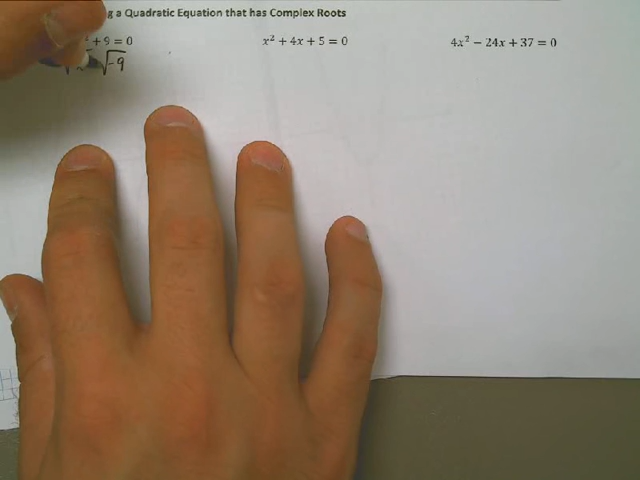 a Quadratic Equation that has Complex Roots
+ 9 = 0 x² + 4x + 5 = 0 4x² − 24x + 37 = 0
√-9